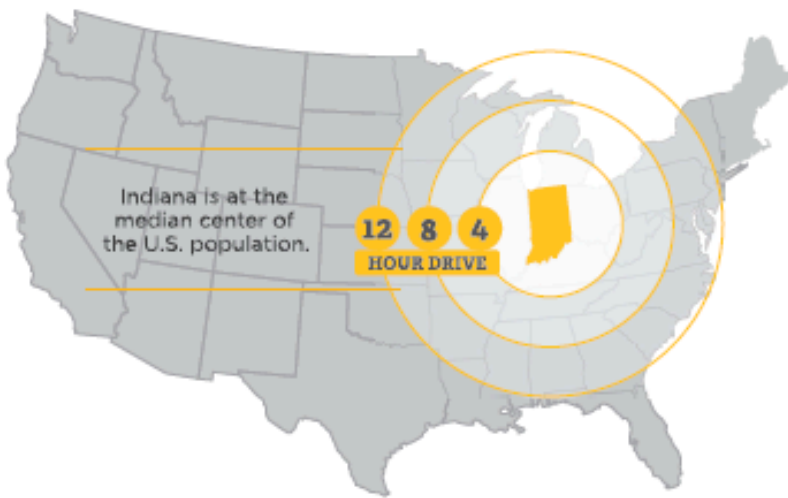 Indiana is at the
median center of
the U.S. population.
12 8 4
HOUR DRIVE